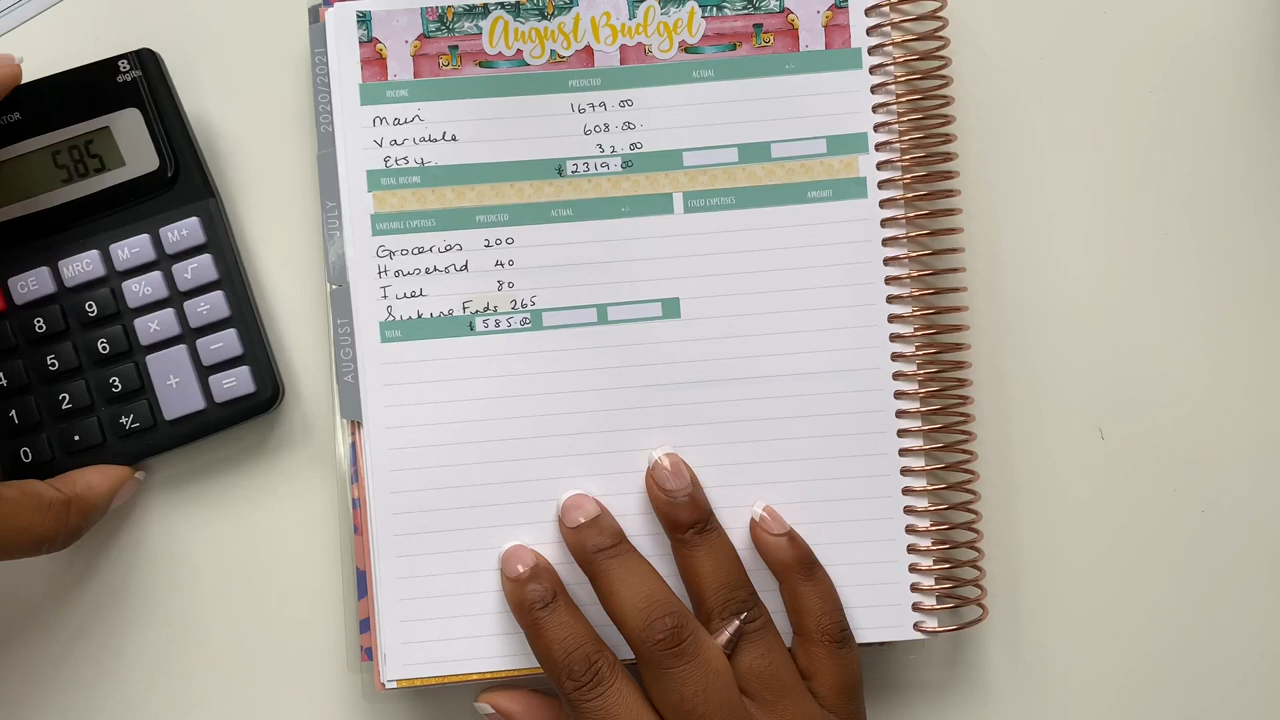 August Budget
INCOME PREDICTED ACTUAL +/-
Main 1679.00
Variable 608.00.
Etsy. 32.00
TOTAL INCOME £ 2319.00
VARIABLE EXPENSES PREDICTED ACTUAL +/- FIXED EXPENSES AMOUNT
Groceries 200
Household 40
Fuel 80
Funds 265
TOTAL £ 585.00
2020/2021
JULY
AUGUST
8
digits
ATOR
585
CE MRC M- M+
8 9 % √
5 6 × ÷
4
1 2 3 + −
0 . +/- =